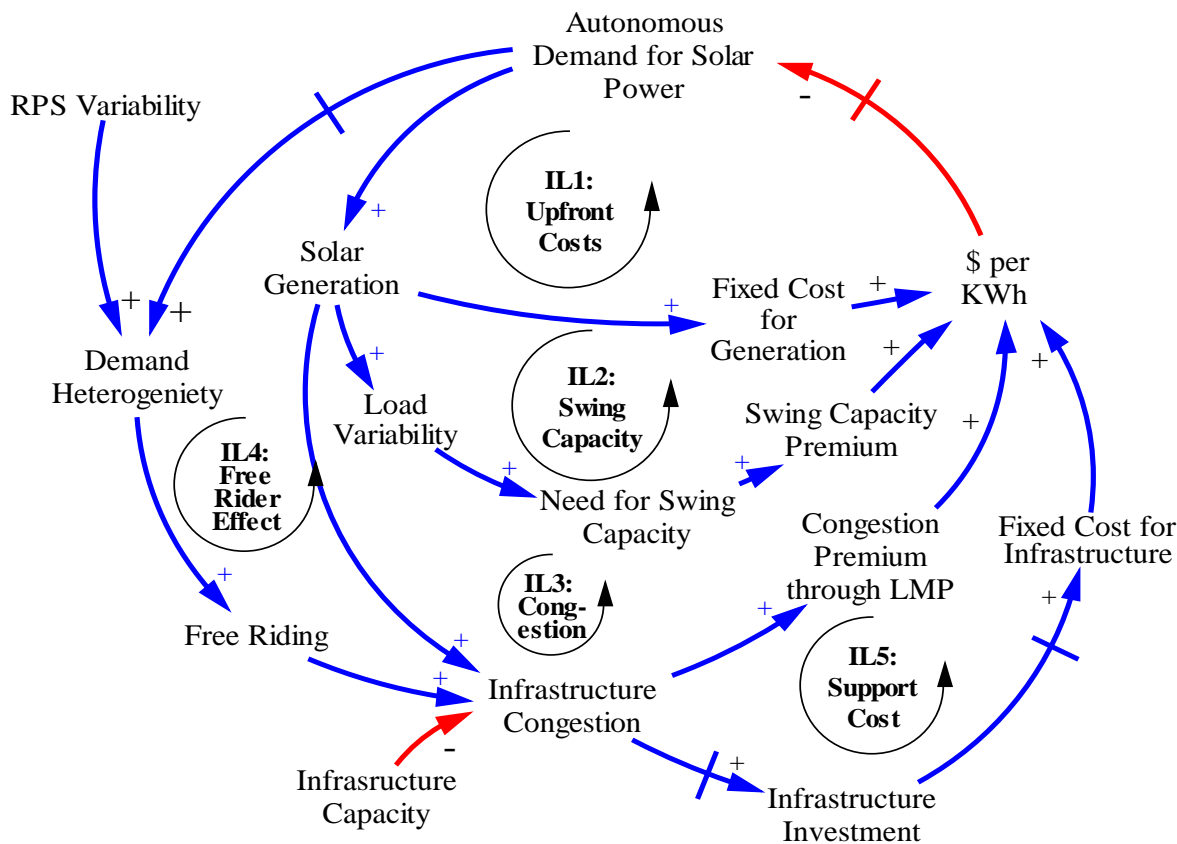 Autonomous
Demand for Solar
Power
-
RPS Variability
IL1:
Upfront
Costs
+
Solar
Generation
$ per
KWh
+ +
Demand
Heterogeniety
+
Fixed Cost
for
Generation
+
+
IL2:
Swing
Capacity
+
Load
Variability
+
Swing Capacity
Premium
+
IL4:
Free
Rider
Effect
+
Need for Swing
Capacity
+
+
Congestion
Premium
through LMP
Fixed Cost for
Infrastructure
IL3:
Cong-
estion
+
+
+
Free Riding
+
+
IL5:
Support
Cost
Infrastructure
Congestion
-
Infrasructure
Capacity
+
Infrastructure
Investment